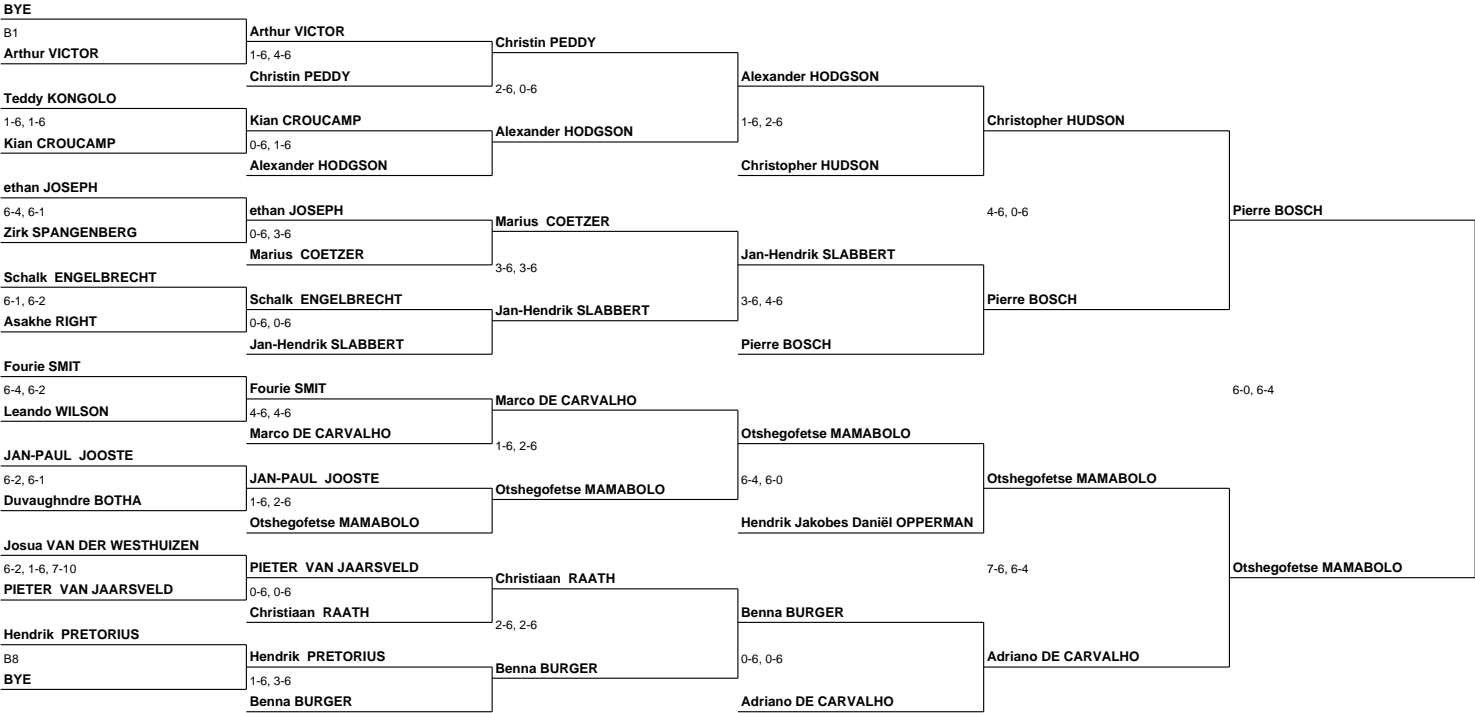 BYE
B1
Arthur VICTOR
Teddy KONGOLO
1-6, 1-6
Kian CROUCAMP
ethan JOSEPH
6-4, 6-1
Zirk SPANGENBERG
Schalk  ENGELBRECHT
6-1, 6-2
Asakhe RIGHT
Fourie SMIT
6-4, 6-2
Leando WILSON
JAN-PAUL  JOOSTE
6-2, 6-1
Duvaughndre BOTHA
Josua VAN DER WESTHUIZEN
6-2, 1-6, 7-10
PIETER  VAN JAARSVELD
Hendrik  PRETORIUS
B8
BYE
Arthur VICTOR
1-6, 4-6
Christin PEDDY
Kian CROUCAMP
0-6, 1-6
Alexander HODGSON
ethan JOSEPH
0-6, 3-6
Marius  COETZER
Schalk  ENGELBRECHT
0-6, 0-6
Jan-Hendrik SLABBERT
Fourie SMIT
4-6, 4-6
Marco DE CARVALHO
JAN-PAUL  JOOSTE
1-6, 2-6
Otshegofetse MAMABOLO
PIETER  VAN JAARSVELD
0-6, 0-6
Christiaan  RAATH
Hendrik  PRETORIUS
1-6, 3-6
Benna BURGER
Christin PEDDY
2-6, 0-6
Alexander HODGSON
Marius  COETZER
3-6, 3-6
Jan-Hendrik SLABBERT
Marco DE CARVALHO
1-6, 2-6
Otshegofetse MAMABOLO
Christiaan  RAATH
2-6, 2-6
Benna BURGER
Alexander HODGSON
1-6, 2-6
Christopher HUDSON
Jan-Hendrik SLABBERT
3-6, 4-6
Pierre BOSCH
Otshegofetse MAMABOLO
6-4, 6-0
Hendrik Jakobes Daniël OPPERMAN
Benna BURGER
0-6, 0-6
Adriano DE CARVALHO
Christopher HUDSON
4-6, 0-6
Pierre BOSCH
Otshegofetse MAMABOLO
7-6, 6-4
Adriano DE CARVALHO
Pierre BOSCH
6-0, 6-4
Otshegofetse MAMABOLO